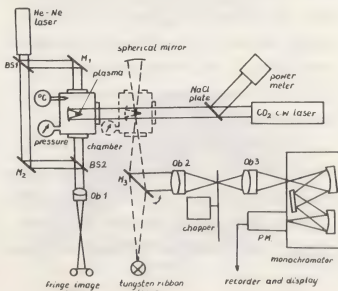 He-Ne
laser
BS1
M1
plasma
spherical mirror
NaCl
plate
power
meter
°C
CO2 c.w laser
pressure
chamber
M2
BS2
Ob 1
M3
Ob 2
Ob 3
chopper
P.M.
monochromator
fringe image
tungsten ribbon
recorder and display